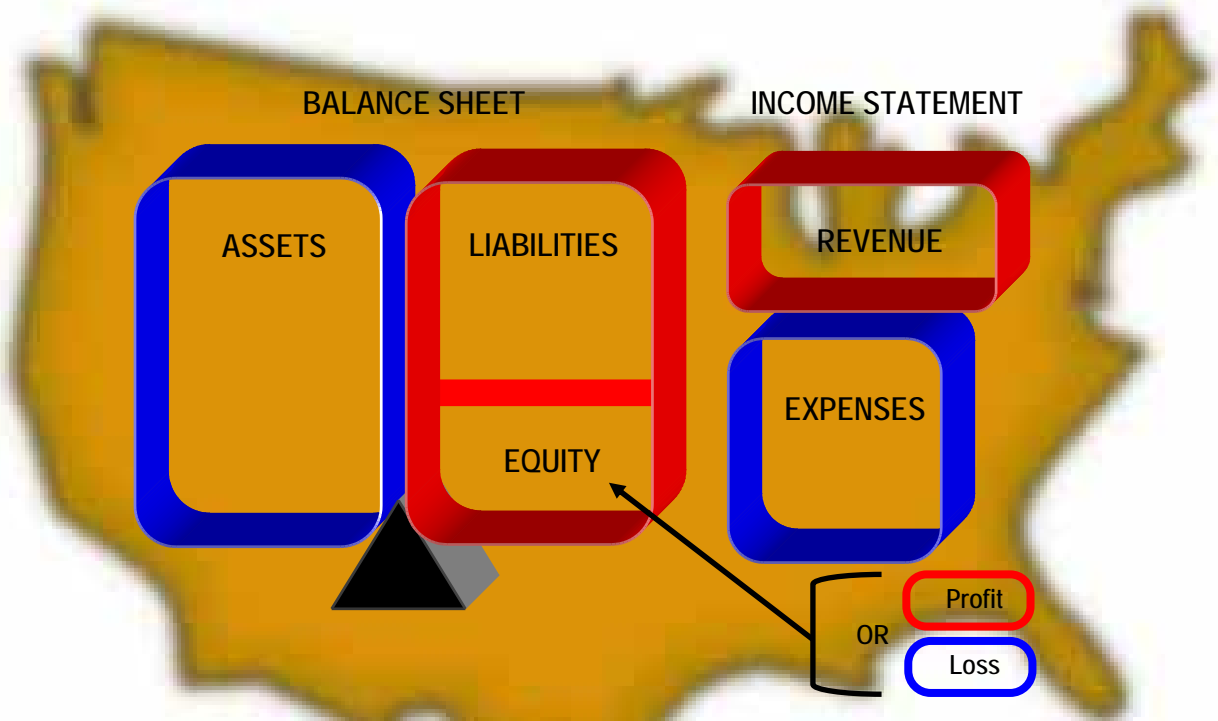 BALANCE SHEET
INCOME STATEMENT
ASSETS
LIABILITIES
REVENUE
EXPENSES
EQUITY
Profit
OR
Loss